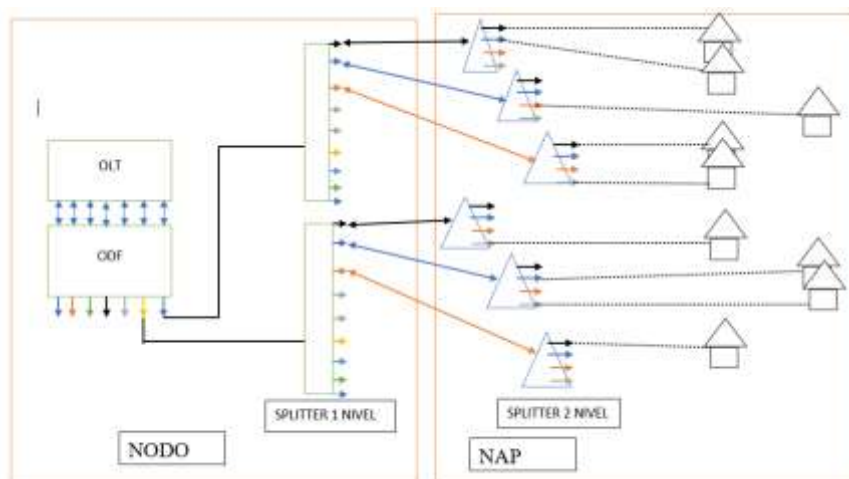 OLT
ODF
SPLITTER 1 NIVEL
SPLITTER 2 NIVEL
NODO
NAP